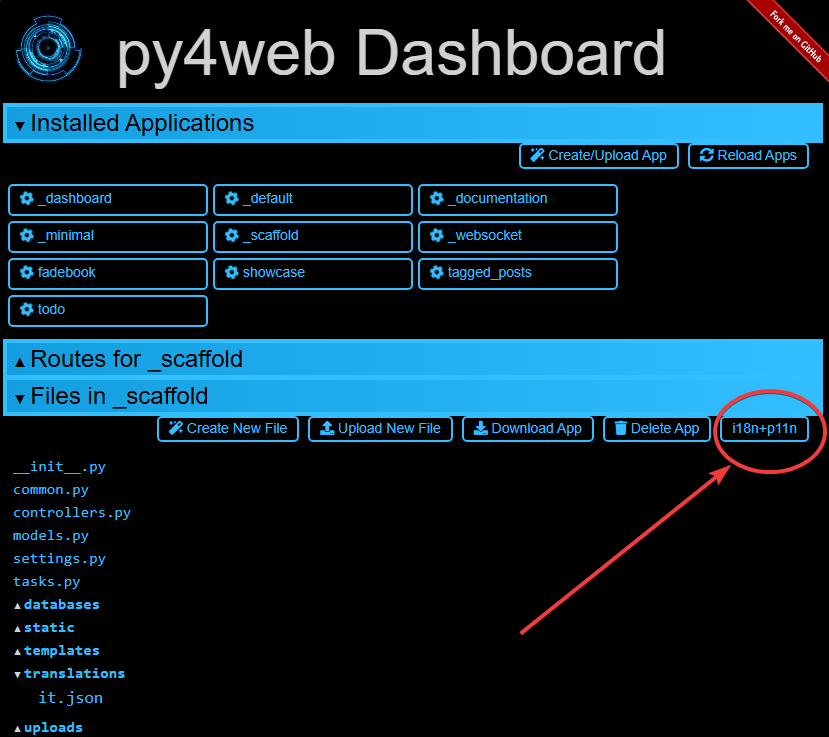 py4web Dashboard
Fork me on GitHub
Installed Applications
Create/Upload App Reload Apps
_dashboard _default _documentation
_minimal _scaffold _websocket
fadebook showcase tagged_posts
todo
Routes for _scaffold
Files in _scaffold
Create New File Upload New File Download App Delete App i18n+p11n
__init__.py
common.py
controllers.py
models.py
settings.py
tasks.py
databases
static
templates
translations
it.json
uploads